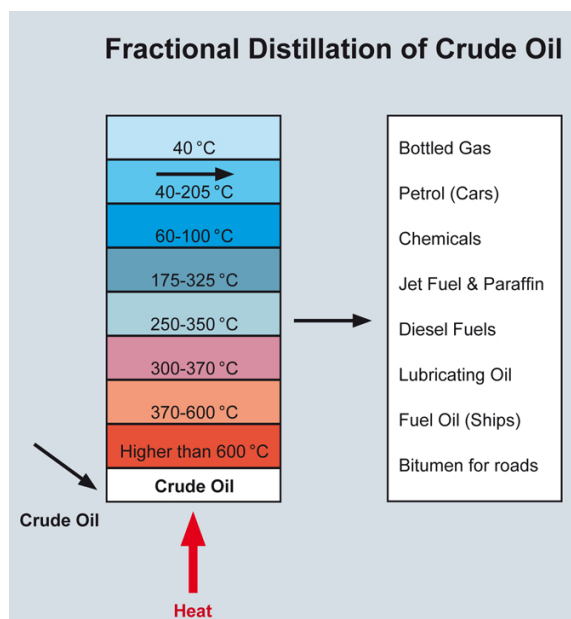 Fractional Distillation of Crude Oil
40 °C
40-205 °C
60-100 °C
175-325 °C
250-350 °C
300-370 °C
370-600 °C
Higher than 600 °C
Crude Oil
Bottled Gas
Petrol (Cars)
Chemicals
Jet Fuel & Paraffin
Diesel Fuels
Lubricating Oil
Fuel Oil (Ships)
Bitumen for roads
Crude Oil
Heat